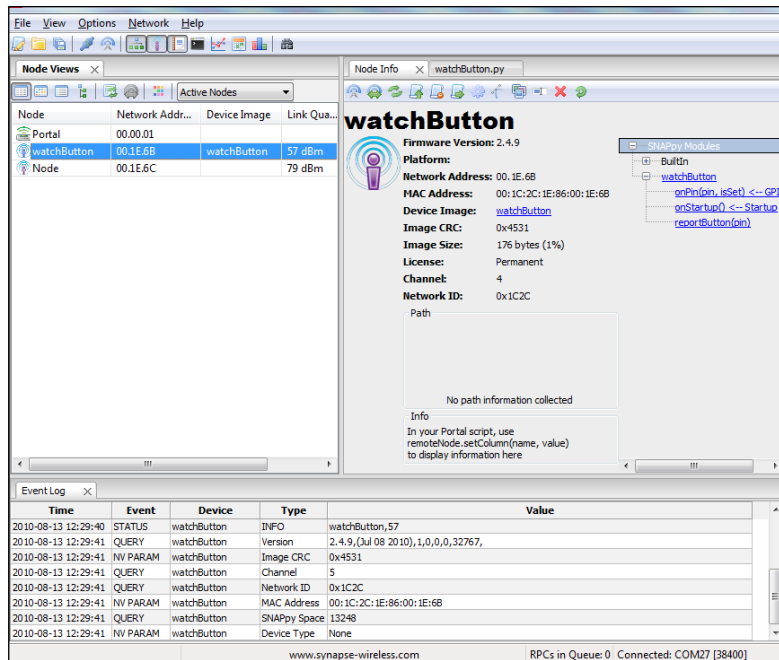 File View Options Network Help
Node Views
Active Nodes
Node Network Addr... Device Image Link Qua...
Portal 00.00.01
watchButton 00.1E.6B watchButton 57 dBm
Node 00.1E.6C 79 dBm
Node Info watchButton.py
watchButton
Firmware Version: 2.4.9
Platform:
Network Address: 00.1E.6B
MAC Address: 00:1C:2C:1E:86:00:1E:6B
Device Image: watchButton
Image CRC: 0x4531
Image Size: 176 bytes (1%)
License: Permanent
Channel: 4
Network ID: 0x1C2C
Path
No path information collected
Info
In your Portal script, use
remoteNode.setColumn(name, value)
to display information here
SNAPpy Modules
BuiltIn
watchButton
onPin(pin, isSet) <-- GPI
onStartup() <-- Startup
reportButton(pin)
Event Log
Time Event Device Type Value
2010-08-13 12:29:40 STATUS watchButton INFO watchButton,57
2010-08-13 12:29:41 QUERY watchButton Version 2.4.9,(Jul 08 2010),1,0,0,0,32767,
2010-08-13 12:29:41 NV PARAM watchButton Image CRC 0x4531
2010-08-13 12:29:41 QUERY watchButton Channel 5
2010-08-13 12:29:41 QUERY watchButton Network ID 0x1C2C
2010-08-13 12:29:41 NV PARAM watchButton MAC Address 00:1C:2C:1E:86:00:1E:6B
2010-08-13 12:29:41 QUERY watchButton SNAPpy Space 13248
2010-08-13 12:29:41 NV PARAM watchButton Device Type None
www.synapse-wireless.com RPCs in Queue: 0 Connected: COM27 [38400]